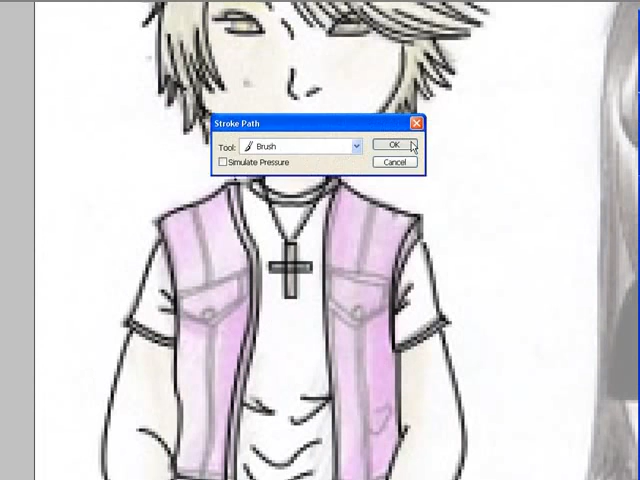 Stroke Path
Tool: Brush
OK
Simulate Pressure
Cancel